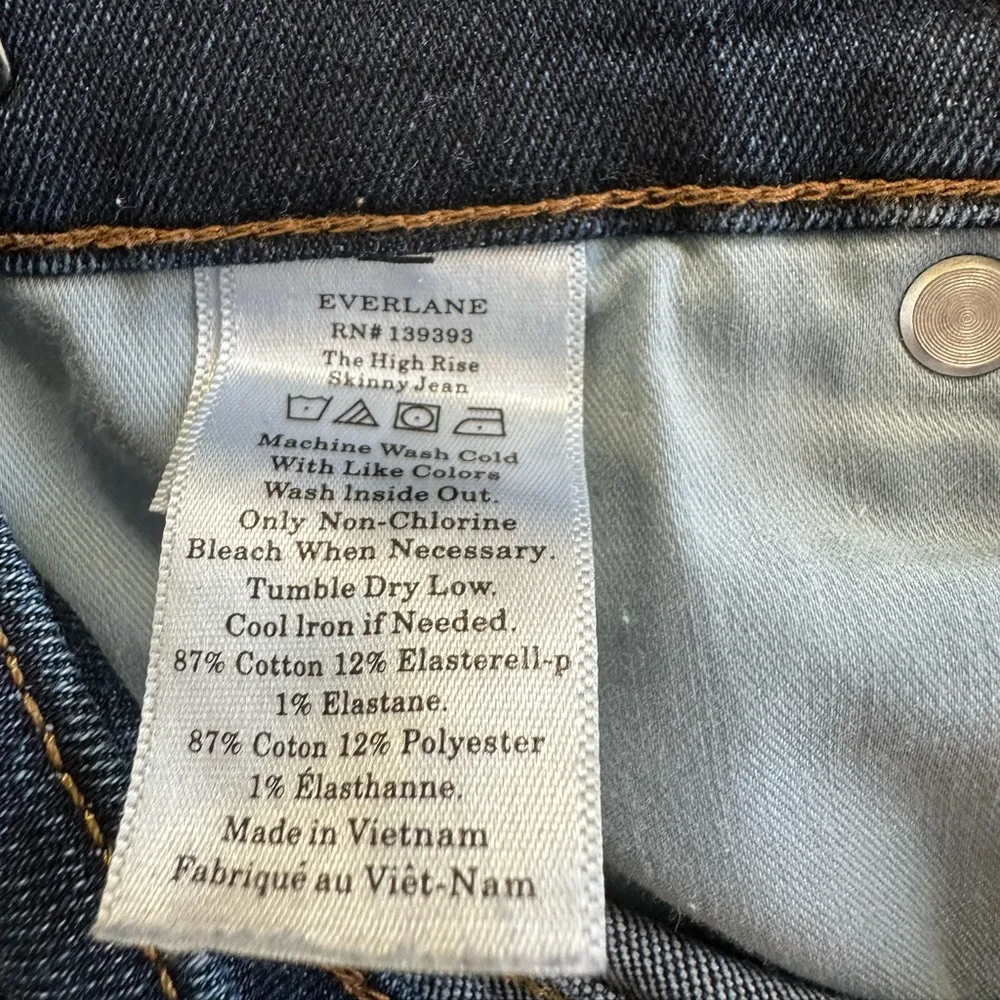 EVERLANE
RN# 139393
The High Rise
Skinny Jean
Machine Wash Cold
With Like Colors
Wash Inside Out.
Only Non-Chlorine
Bleach When Necessary.
Tumble Dry Low.
Cool Iron if Needed.
87% Cotton 12% Elasterell-p
1% Elastane.
87% Coton 12% Polyester
1% Élasthanne.
Made in Vietnam
Fabriqué au Viêt-Nam